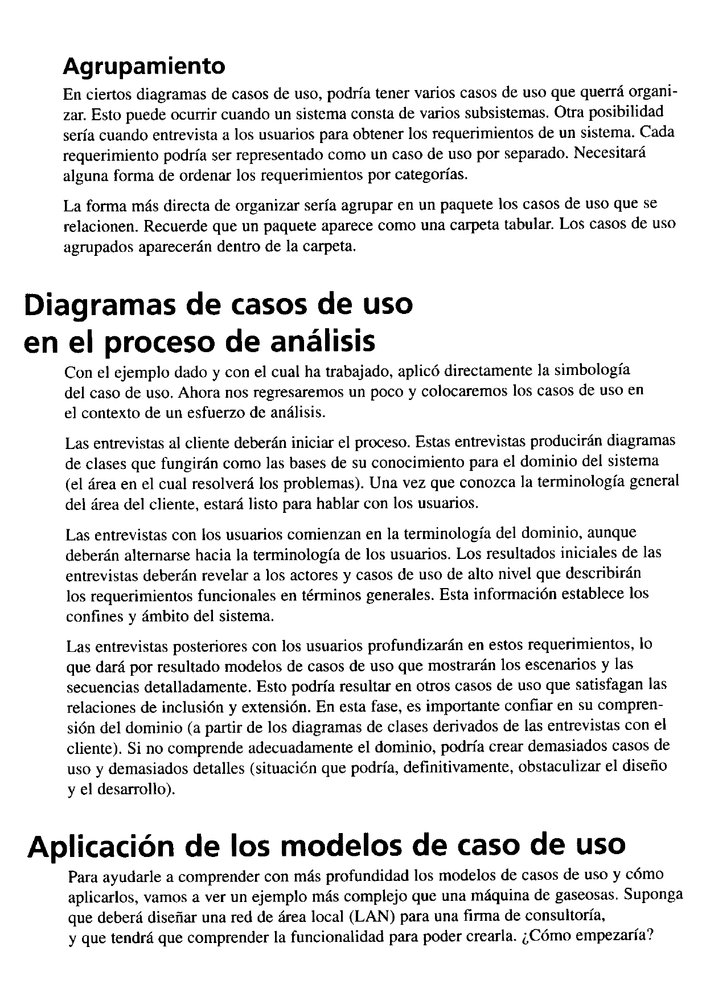 Agrupamiento
En ciertos diagramas de casos de uso, podría tener varios casos de uso que querrá organi-
zar. Esto puede ocurrir cuando un sistema consta de varios subsistemas. Otra posibilidad
sería cuando entrevista a los usuarios para obtener los requerimientos de un sistema. Cada
requerimiento podría ser representado como un caso de uso por separado. Necesitará
alguna forma de ordenar los requerimientos por categorías.
La forma más directa de organizar sería agrupar en un paquete los casos de uso que se
relacionen. Recuerde que un paquete aparece como una carpeta tabular. Los casos de uso
agrupados aparecerán dentro de la carpeta.
Diagramas de casos de uso
en el proceso de análisis
Con el ejemplo dado y con el cual ha trabajado, aplicó directamente la simbología
del caso de uso. Ahora nos regresaremos un poco y colocaremos los casos de uso en
el contexto de un esfuerzo de análisis.
Las entrevistas al cliente deberán iniciar el proceso. Estas entrevistas producirán diagramas
de clases que fungirán como las bases de su conocimiento para el dominio del sistema
(el área en el cual resolverá los problemas). Una vez que conozca la terminología general
del área del cliente, estará listo para hablar con los usuarios.
Las entrevistas con los usuarios comienzan en la terminología del dominio, aunque
deberán alternarse hacia la terminología de los usuarios. Los resultados iniciales de las
entrevistas deberán revelar a los actores y casos de uso de alto nivel que describirán
los requerimientos funcionales en términos generales. Esta información establece los
confines y ámbito del sistema.
Las entrevistas posteriores con los usuarios profundizarán en estos requerimientos, lo
que dará por resultado modelos de casos de uso que mostrarán los escenarios y las
secuencias detalladamente. Esto podría resultar en otros casos de uso que satisfagan las
relaciones de inclusión y extensión. En esta fase, es importante confiar en su compren-
sión del dominio (a partir de los diagramas de clases derivados de las entrevistas con el
cliente). Si no comprende adecuadamente el dominio, podría crear demasiados casos de
uso y demasiados detalles (situación que podría, definitivamente, obstaculizar el diseño
y el desarrollo).
Aplicación de los modelos de caso de uso
Para ayudarle a comprender con más profundidad los modelos de casos de uso y cómo
aplicarlos, vamos a ver un ejemplo más complejo que una máquina de gaseosas. Suponga
que deberá diseñar una red de área local (LAN) para una firma de consultoría,
y que tendrá que comprender la funcionalidad para poder crearla. ¿Cómo empezaría?